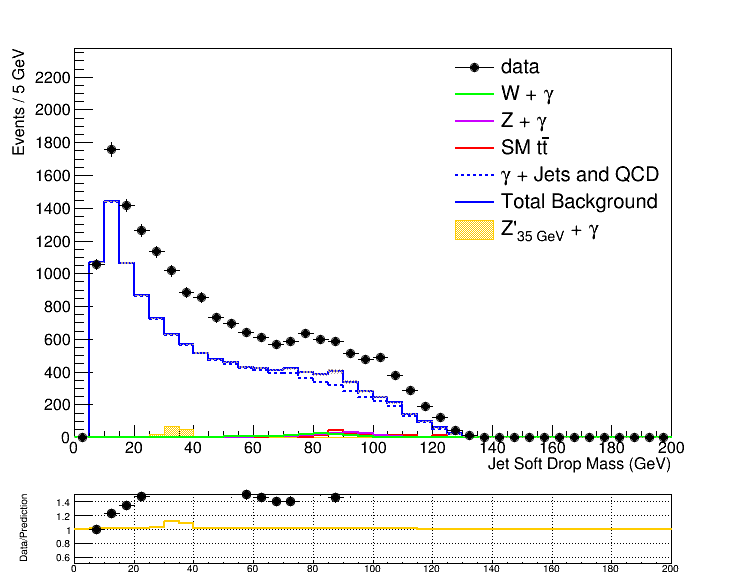 Events / 5 GeV
2200
2000
1800
1600
1400
1200
1000
800
600
400
200
0
data
W + γ
Z + γ
SM tt̄
γ + Jets and QCD
Total Background
Z'35 GeV + γ
0 20 40 60 80 100 120 140 160 180 200
Jet Soft Drop Mass (GeV)
Data/Prediction
1.4
1.2
1
0.8
0.6
0 20 40 60 80 100 120 140 160 180 200